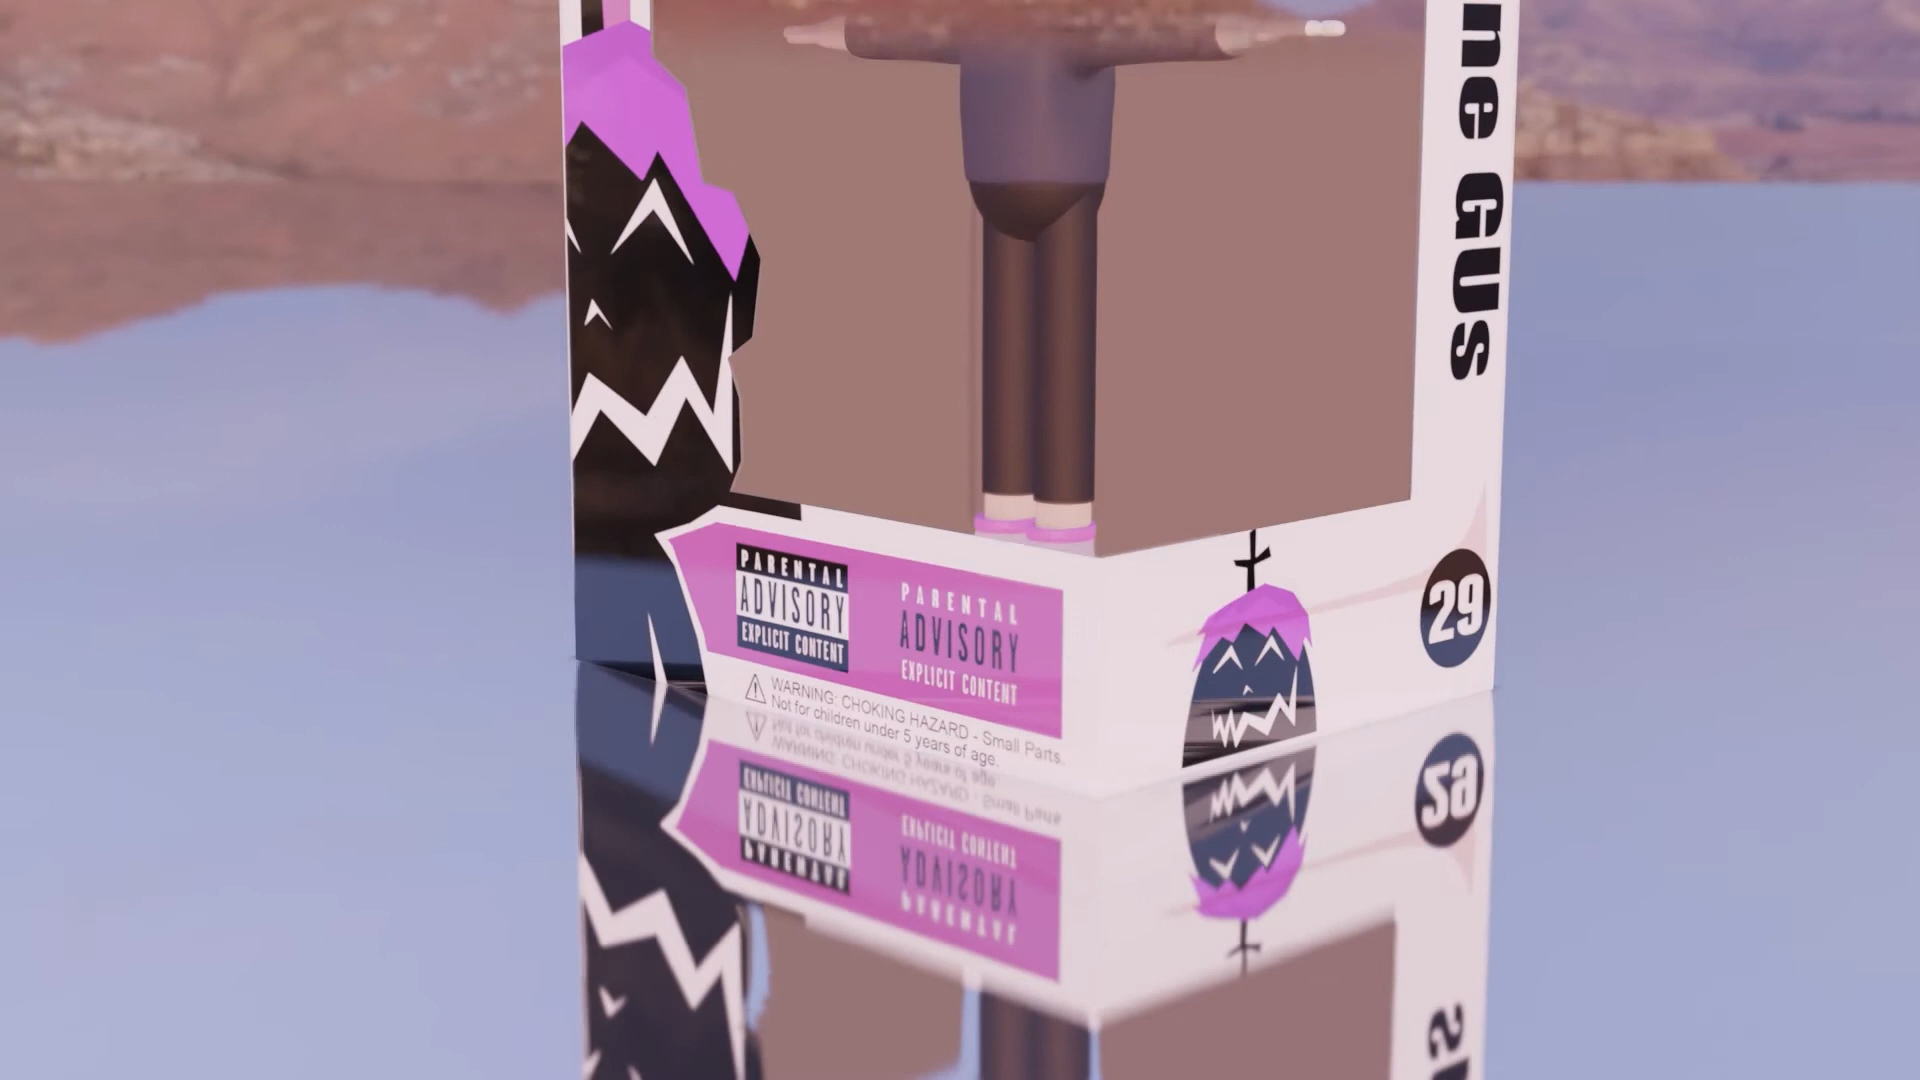 ne GUS
PARENTAL
ADVISORY
EXPLICIT CONTENT
PARENTAL
ADVISORY
EXPLICIT CONTENT
WARNING: CHOKING HAZARD - Small Parts.
Not for children under 5 years of age.
29